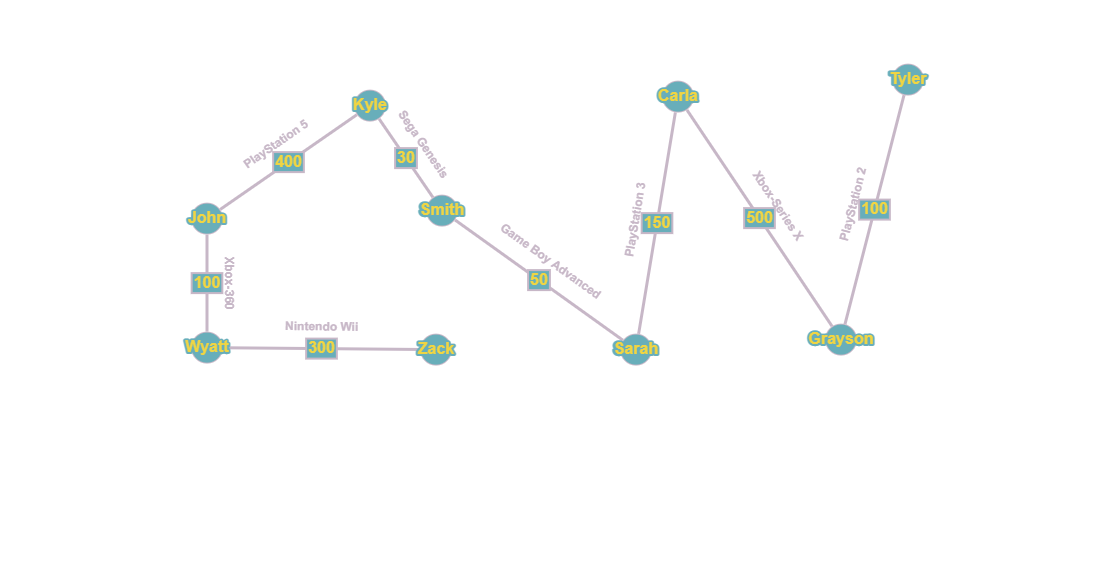 Tyler
Carla
Kyle
PlayStation 5
400
Sega Genesis
30
John
Smith
PlayStation 3
150
Xbox-Series X
500
PlayStation 2
100
Game Boy Advanced
50
100
Xbox-360
Nintendo Wii
300
Wyatt
Zack
Sarah
Grayson